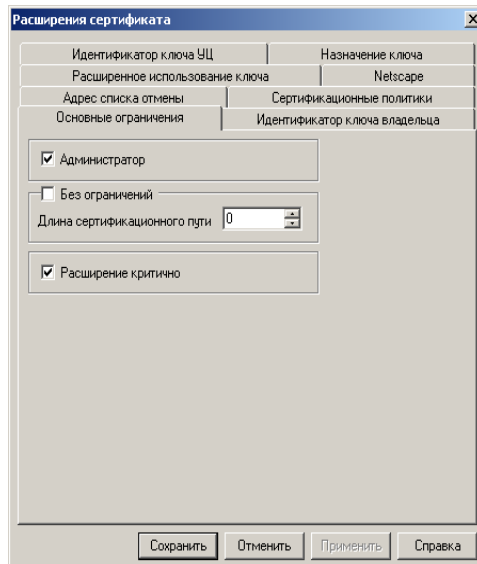 Расширения сертификата
Идентификатор ключа УЦ
Назначение ключа
Расширенное использование ключа
Netscape
Адрес списка отмены
Сертификационные политики
Основные ограничения
Идентификатор ключа владельца
Администратор
Без ограничений
Длина сертификационного пути 0
Расширение критично
Сохранить
Отменить
Применить
Справка